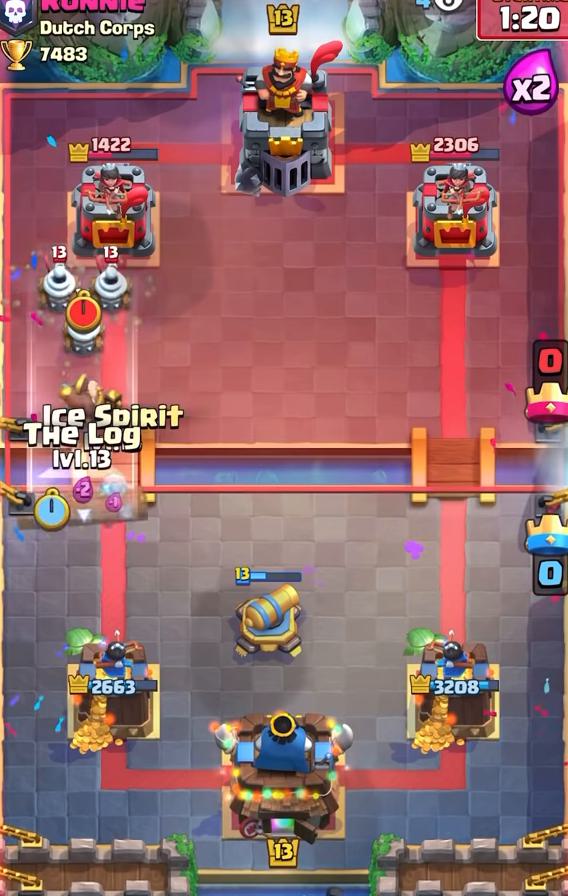 RONNIE
Dutch Corps
7483
13
1:20
x2
1422
2306
13 13
0
Ice Spirit
The Log
lvl.13
-2
-1
0
13
2663
3208
13